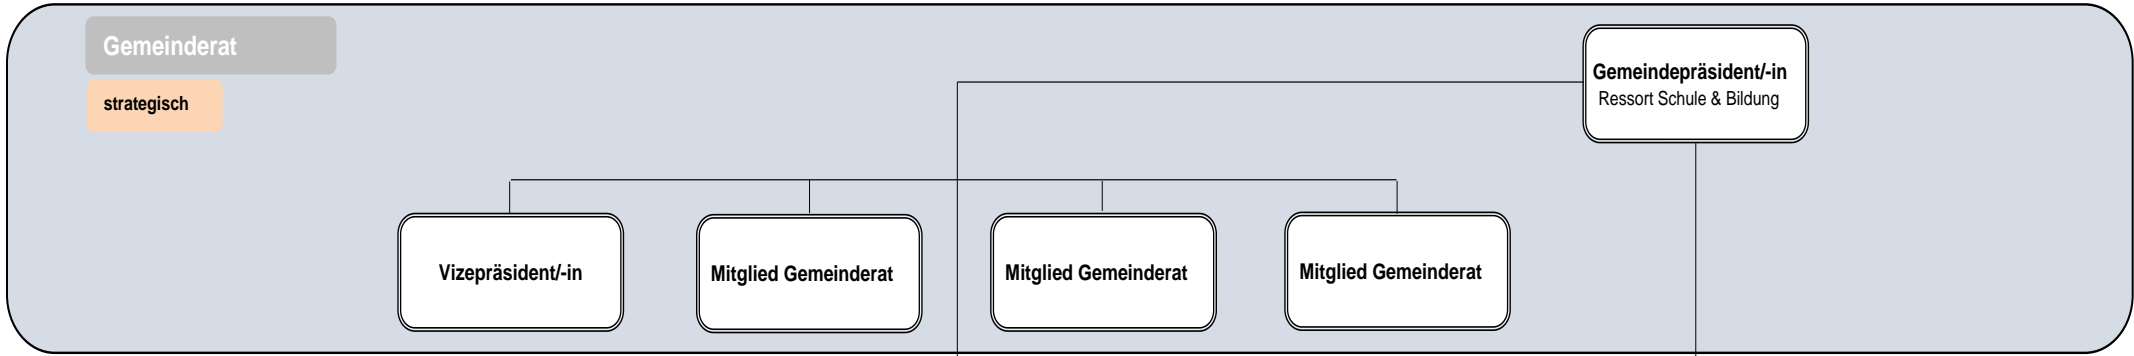 Gemeinderat
strategisch
Gemeindepräsident/-in
Ressort Schule & Bildung
Vizepräsident/-in
Mitglied Gemeinderat
Mitglied Gemeinderat
Mitglied Gemeinderat